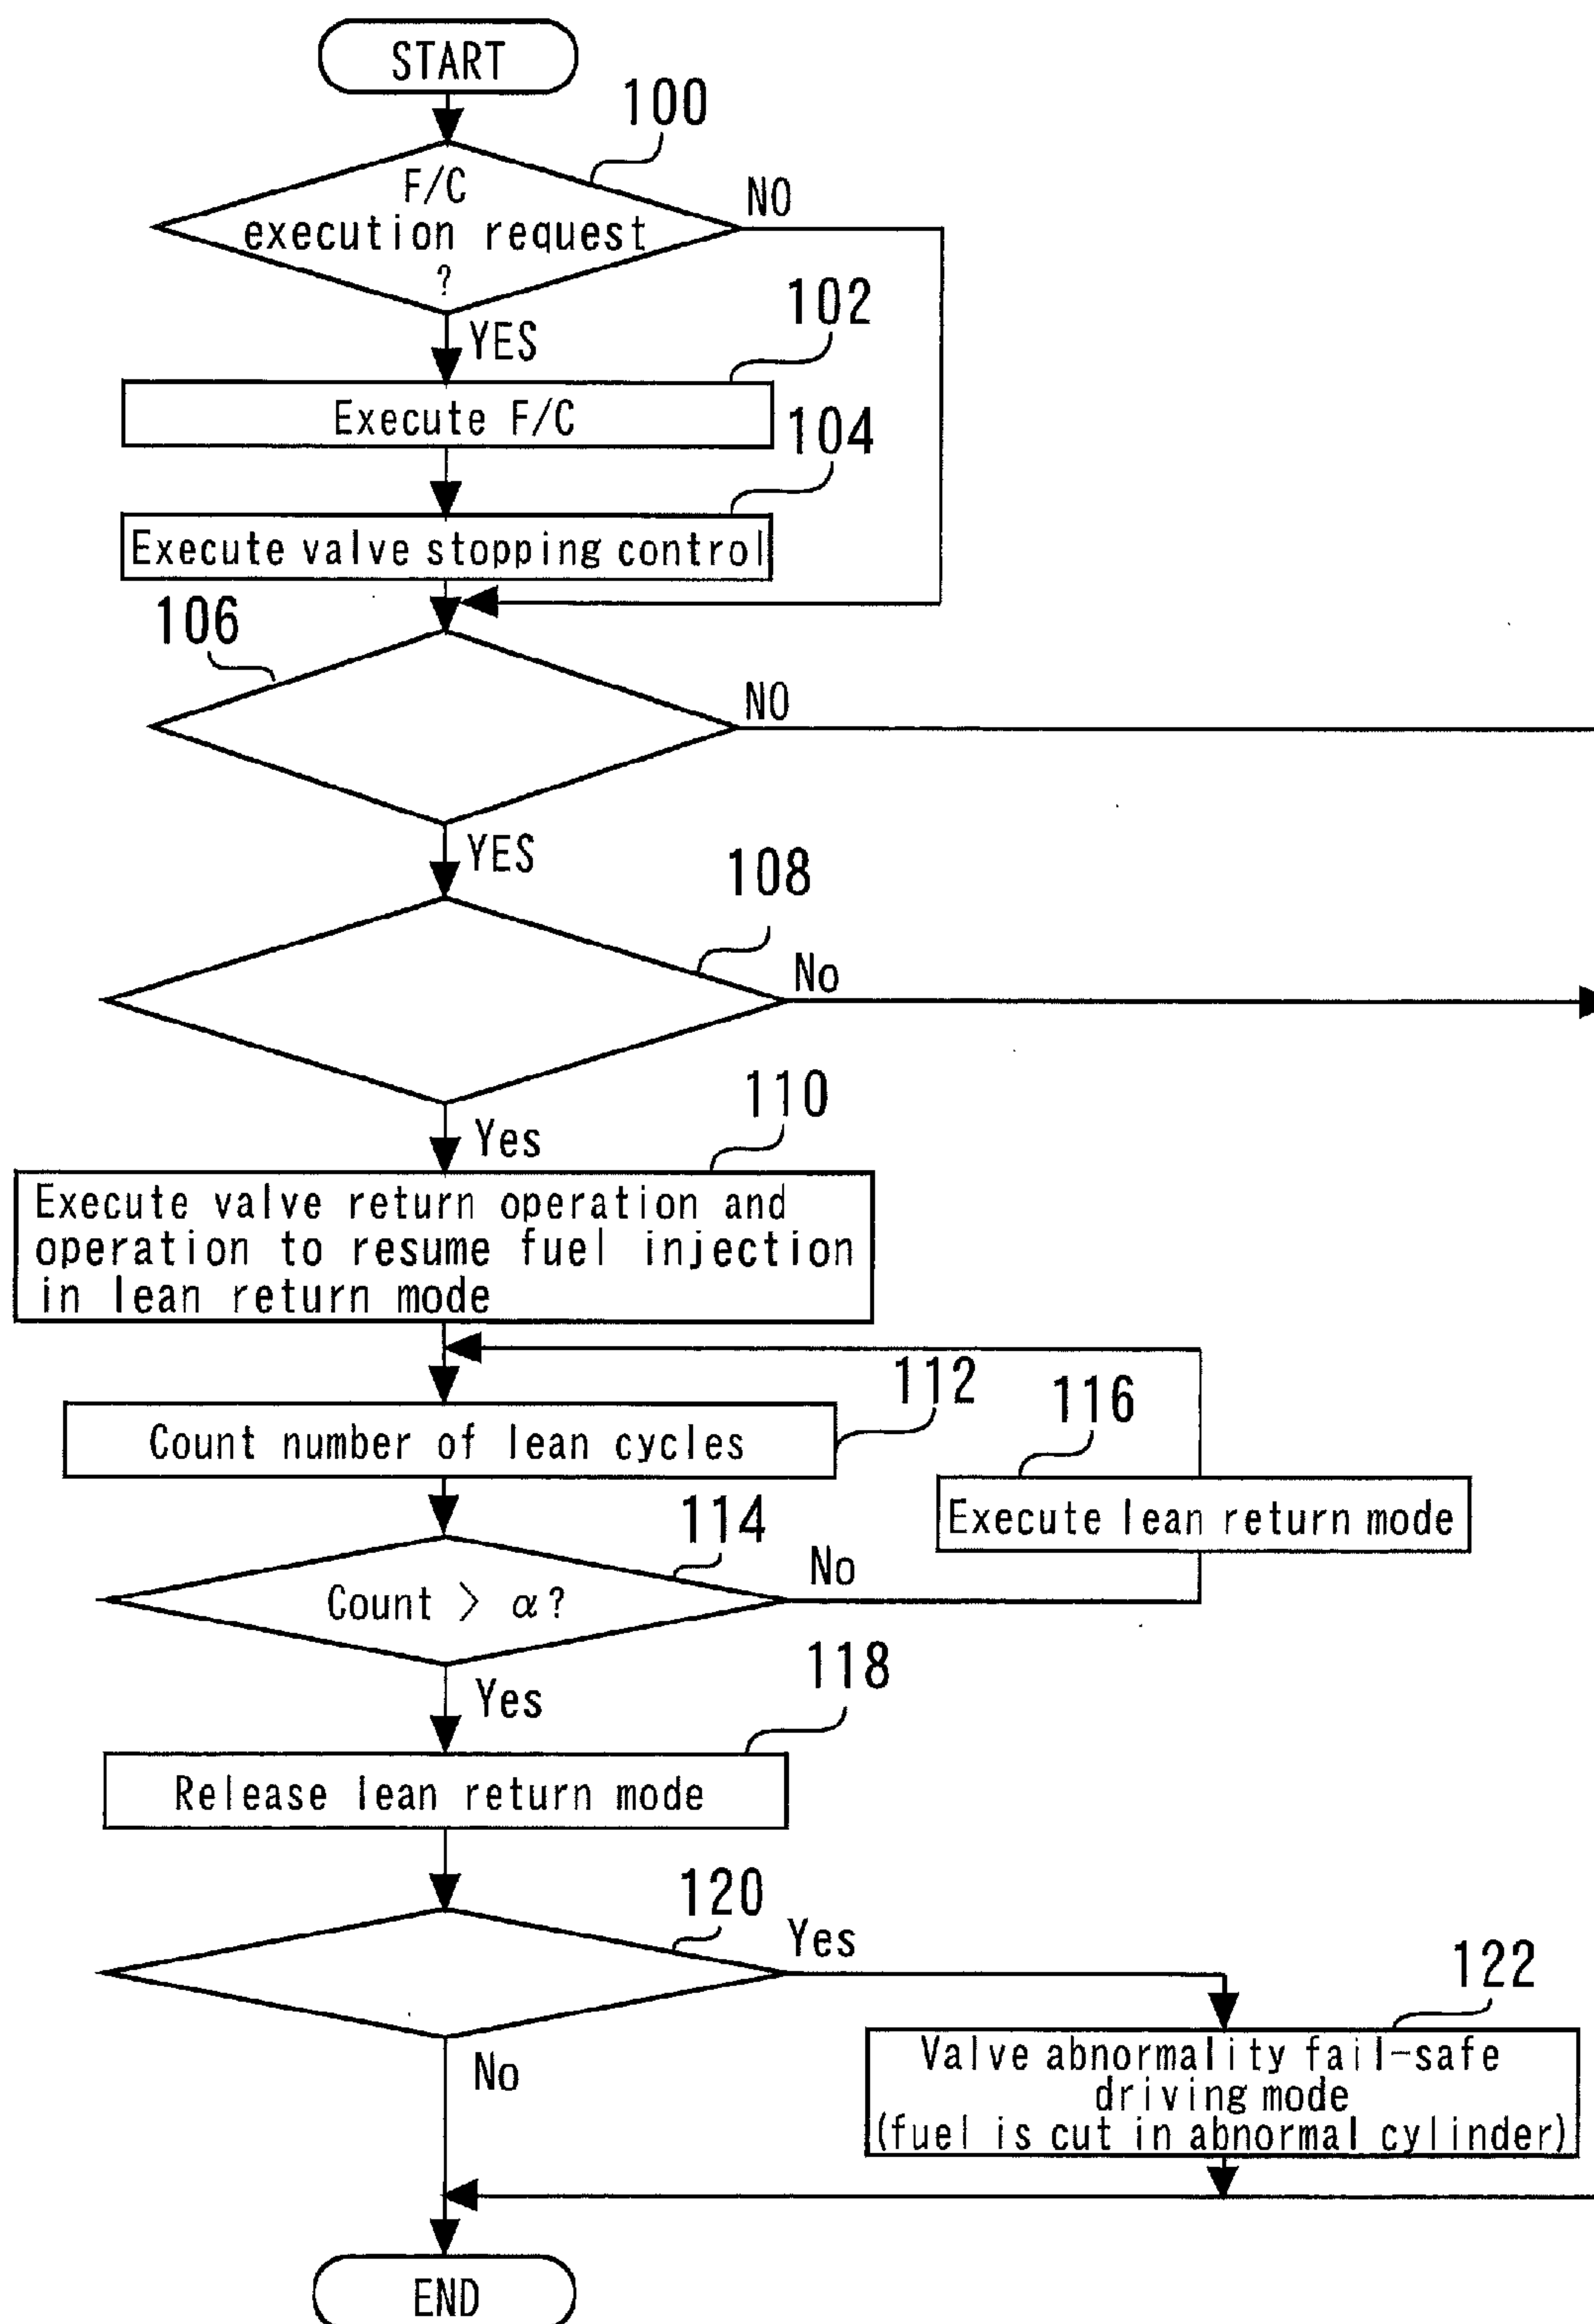 START
100
F/C
execution request
?
NO
YES
102
Execute F/C
104
Execute valve stopping control
106
NO
YES
108
No
Yes
110
Execute valve return operation and
operation to resume fuel injection
in lean return mode
112
Count number of lean cycles
116
Execute lean return mode
114
Count > α?
No
Yes
118
Release lean return mode
120
Yes
No
122
Valve abnormality fail-safe
driving mode
(fuel is cut in abnormal cylinder)
END